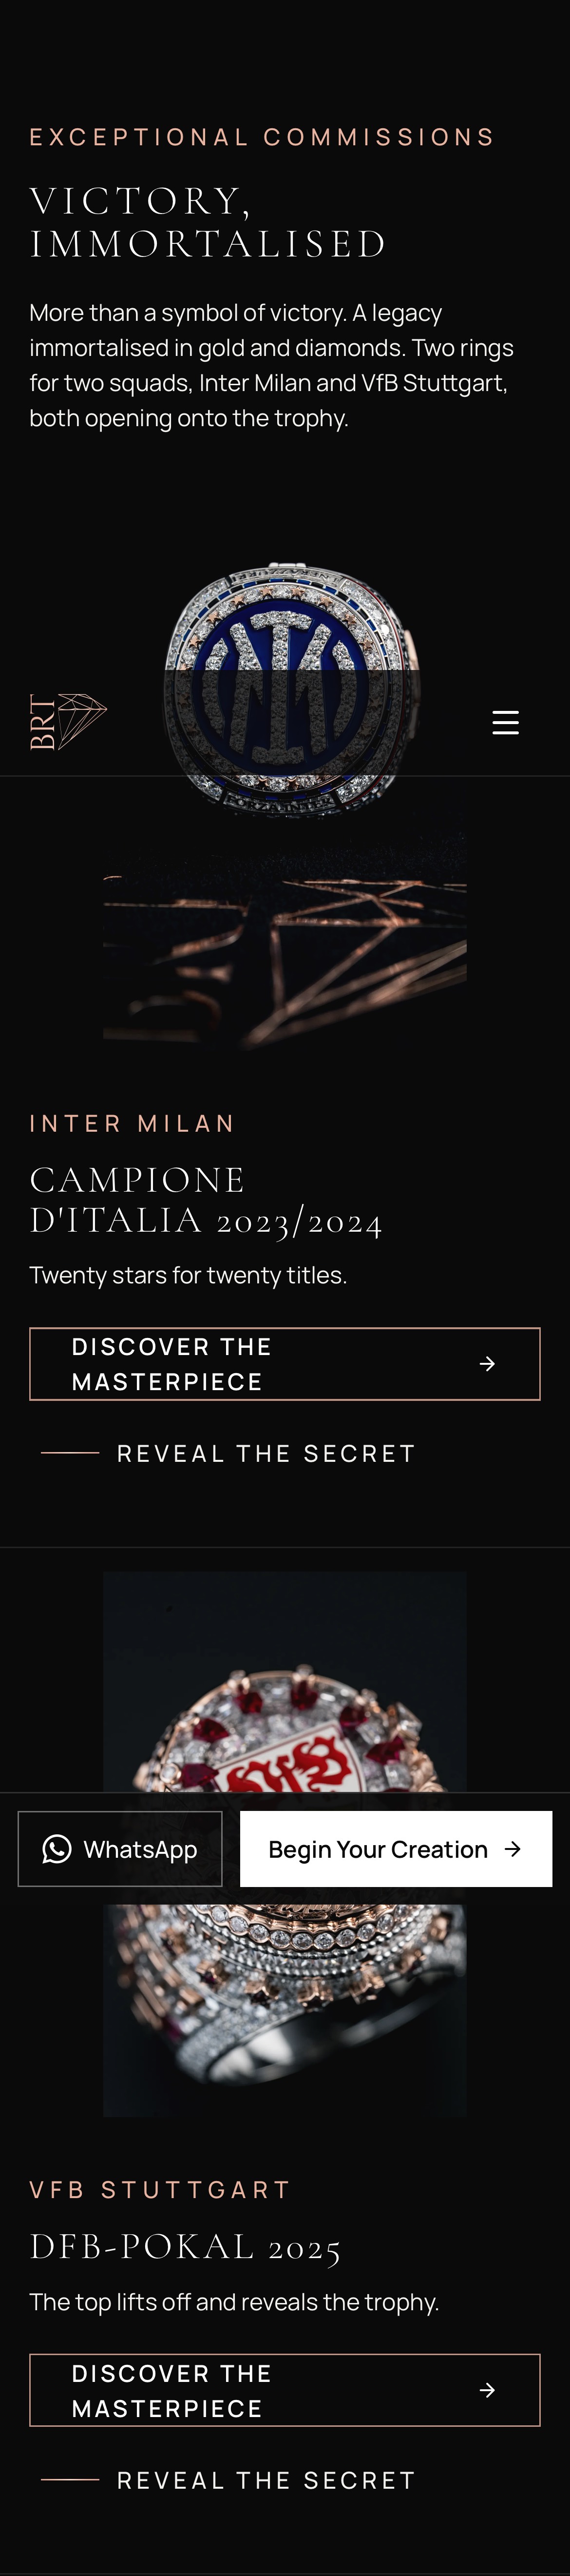 EXCEPTIONAL COMMISSIONS
VICTORY,
IMMORTALISED
More than a symbol of victory. A legacy
immortalised in gold and diamonds. Two rings
for two squads, Inter Milan and VfB Stuttgart,
both opening onto the trophy.
BRT
FORZA INTER
INTER MILAN
CAMPIONE
D'ITALIA 2023/2024
Twenty stars for twenty titles.
DISCOVER THE
MASTERPIECE
REVEAL THE SECRET
WhatsApp
Begin Your Creation
VFB STUTTGART
DFB-POKAL 2025
The top lifts off and reveals the trophy.
DISCOVER THE
MASTERPIECE
REVEAL THE SECRET